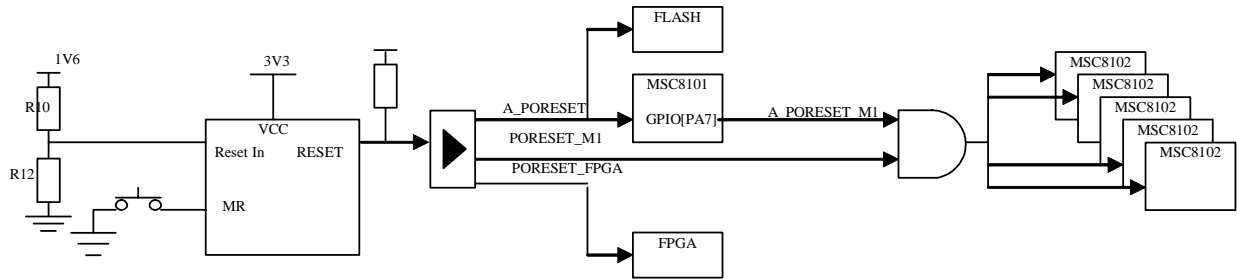 FLASH
1V6
3V3
MSC8102
MSC8101
MSC8102
R10
A_PORESET
GPIO[PA7]
A_PORESET_M1
MSC8102
VCC
PORESET_M1
MSC8102
Reset In
RESET
MSC8102
R12
PORESET_FPGA
MR
FPGA